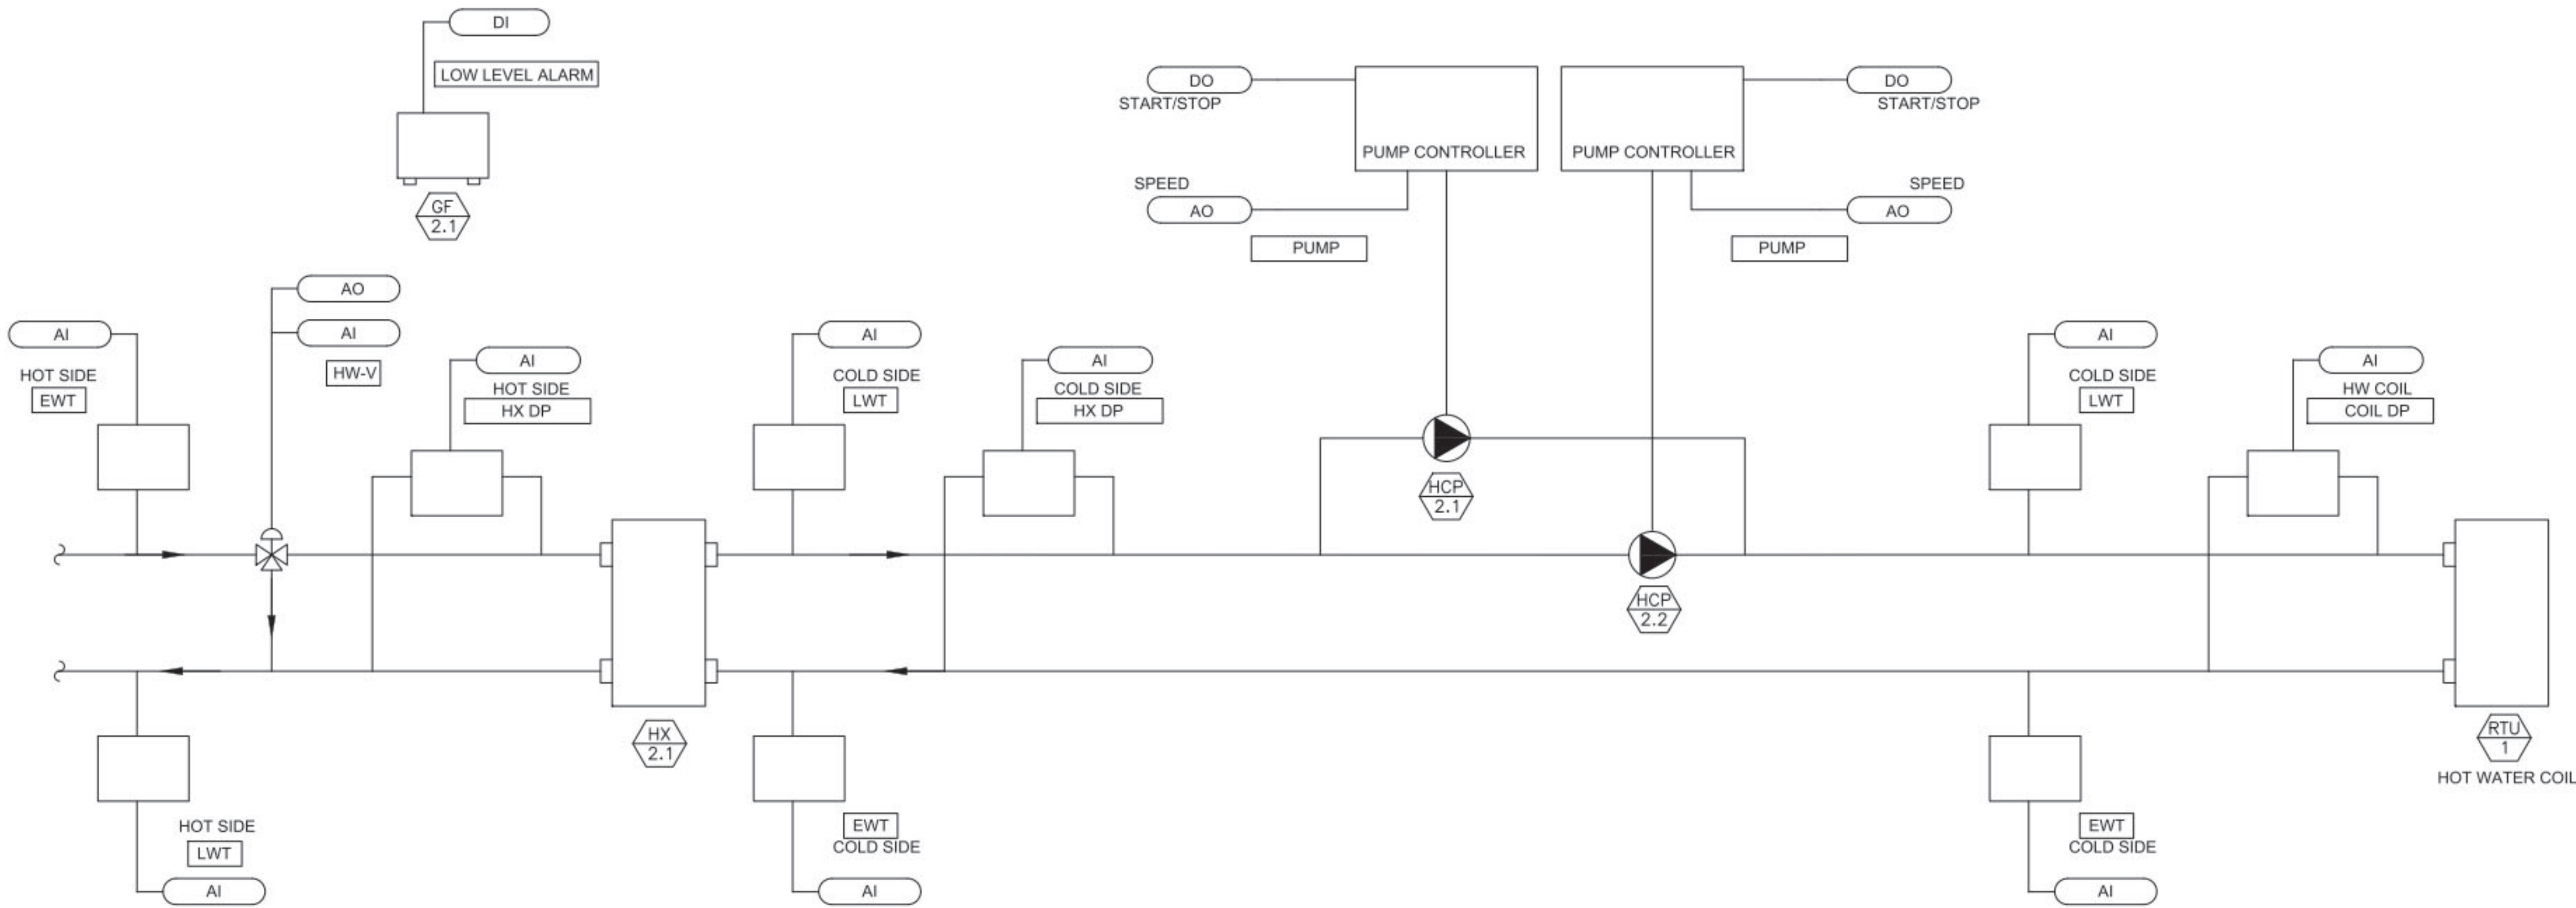 DI
LOW LEVEL ALARM
GF
2.1
DO
START/STOP
PUMP CONTROLLER
SPEED
AO
PUMP
PUMP CONTROLLER
DO
START/STOP
SPEED
AO
PUMP
AI
HOT SIDE
EWT
AO
AI
HW-V
AI
HOT SIDE
HX DP
AI
COLD SIDE
LWT
AI
COLD SIDE
HX DP
HCP
2.1
HCP
2.2
AI
COLD SIDE
LWT
AI
HW COIL
COIL DP
HX
2.1
RTU
1
HOT WATER COIL
HOT SIDE
LWT
AI
EWT
COLD SIDE
AI
EWT
COLD SIDE
AI